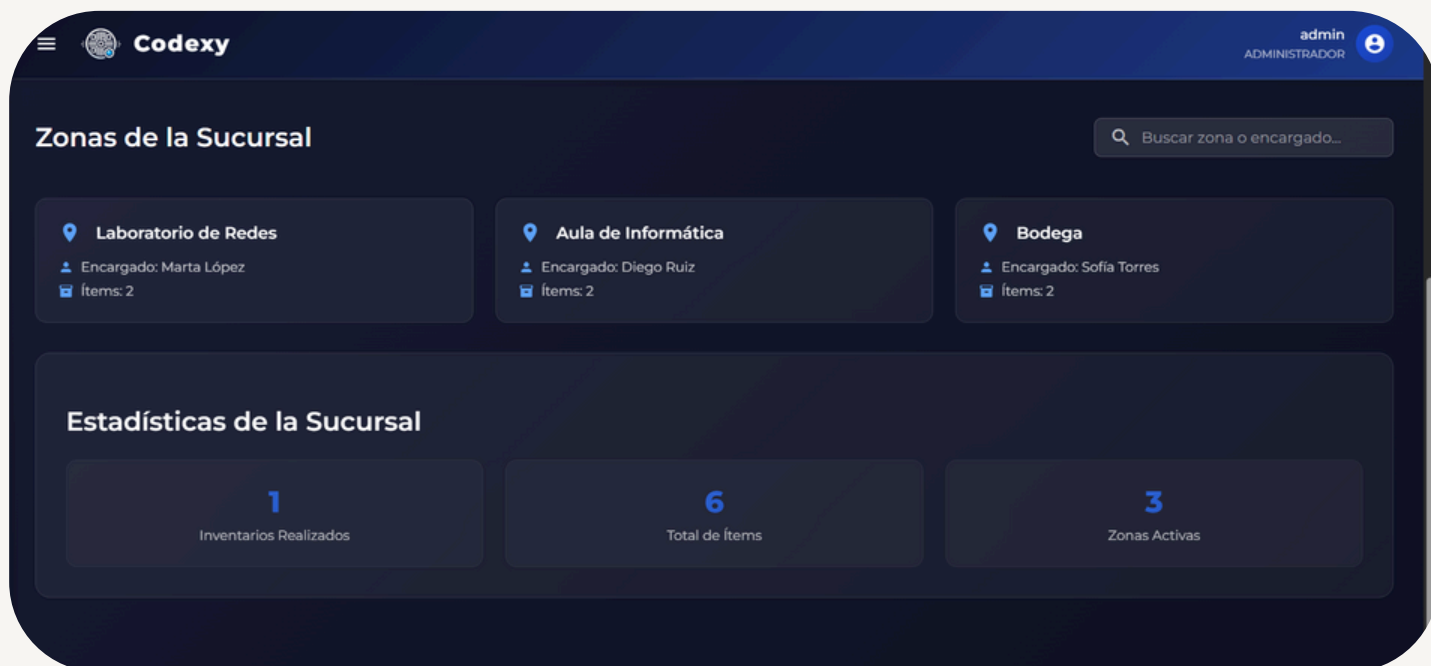 Codexy
admin
ADMINISTRADOR
Zonas de la Sucursal
Buscar zona o encargado...
Laboratorio de Redes
Encargado: Marta López
Ítems: 2
Aula de Informática
Encargado: Diego Ruiz
Ítems: 2
Bodega
Encargado: Sofía Torres
Ítems: 2
Estadísticas de la Sucursal
1
Inventarios Realizados
6
Total de Ítems
3
Zonas Activas